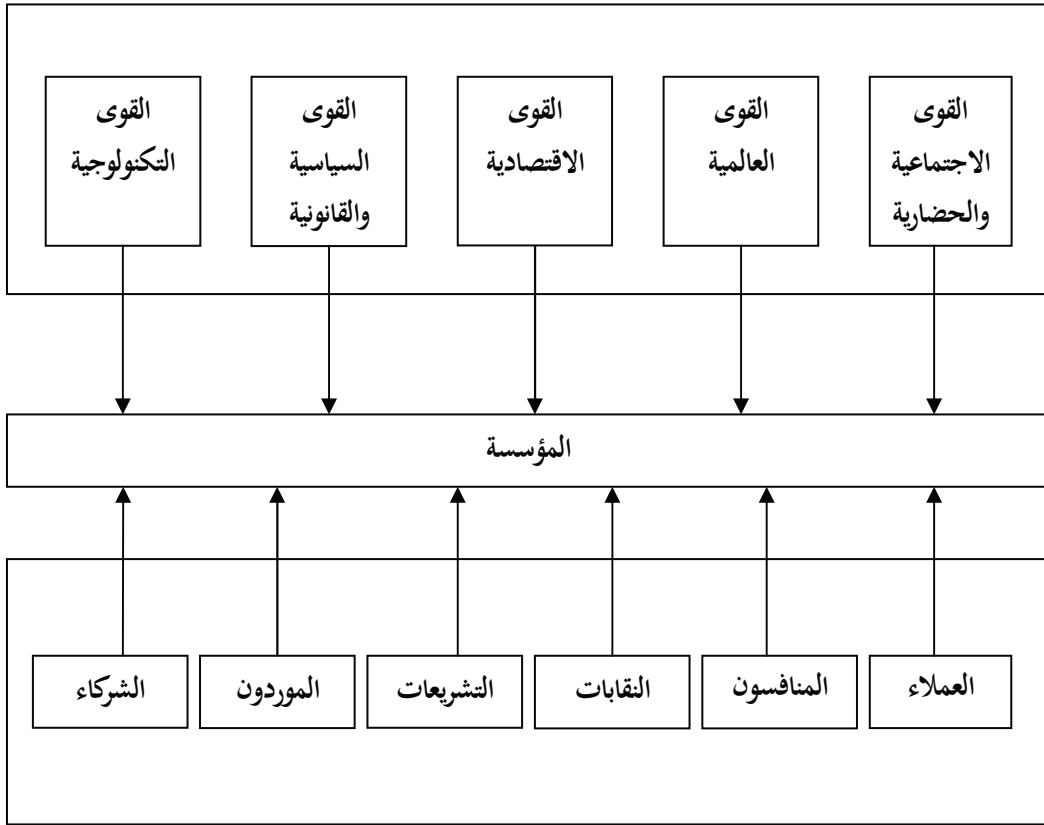 القوى
الاجتماعية
والحضارية
القوى
العالمية
القوى
الاقتصادية
القوى
السياسية
والقانونية
القوى
التكنولوجية
المؤسسة
العملاء
المنافسون
النقابات
التشريعات
الموردون
الشركاء